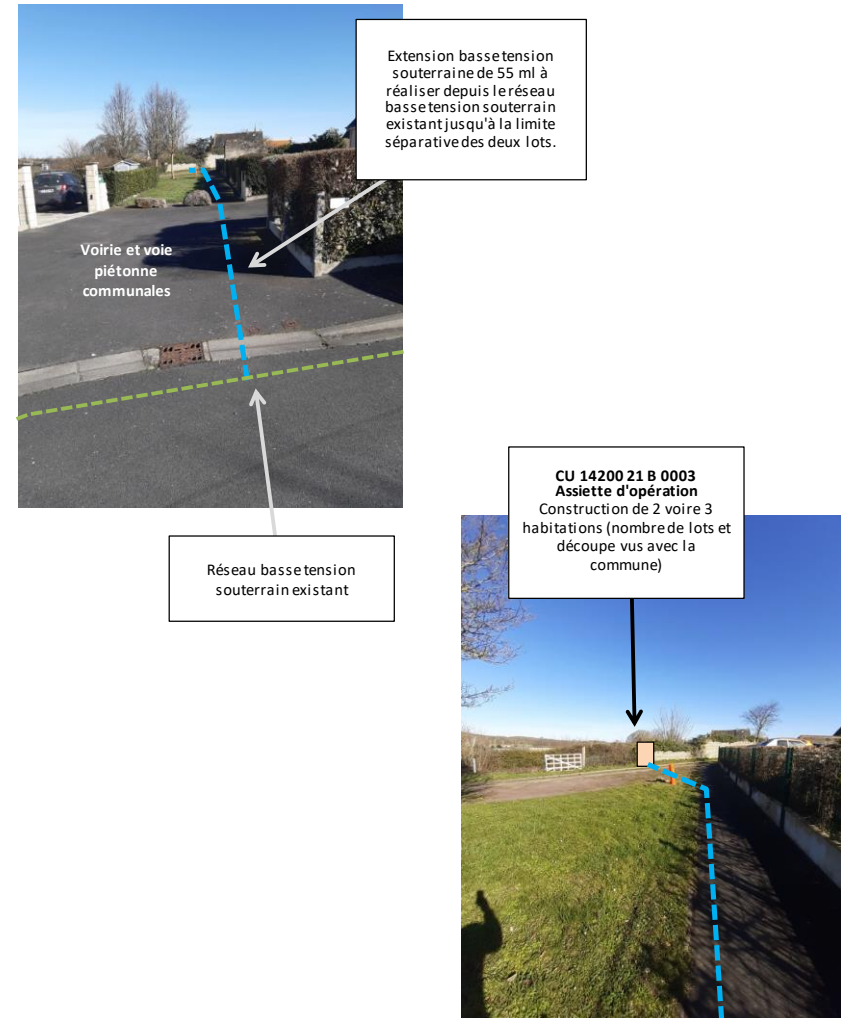 Extension basse tension
souterraine de 55 ml à
réaliser depuis le réseau
basse tension souterrain
existant jusqu'à la limite
séparative des deux lots.
Voirie et voie
piétonne
communales
Réseau basse tension
souterrain existant
CU 14200 21 B 0003
Assiette d'opération
Construction de 2 voire 3
habitations (nombre de lots et
découpe vus avec la
commune)